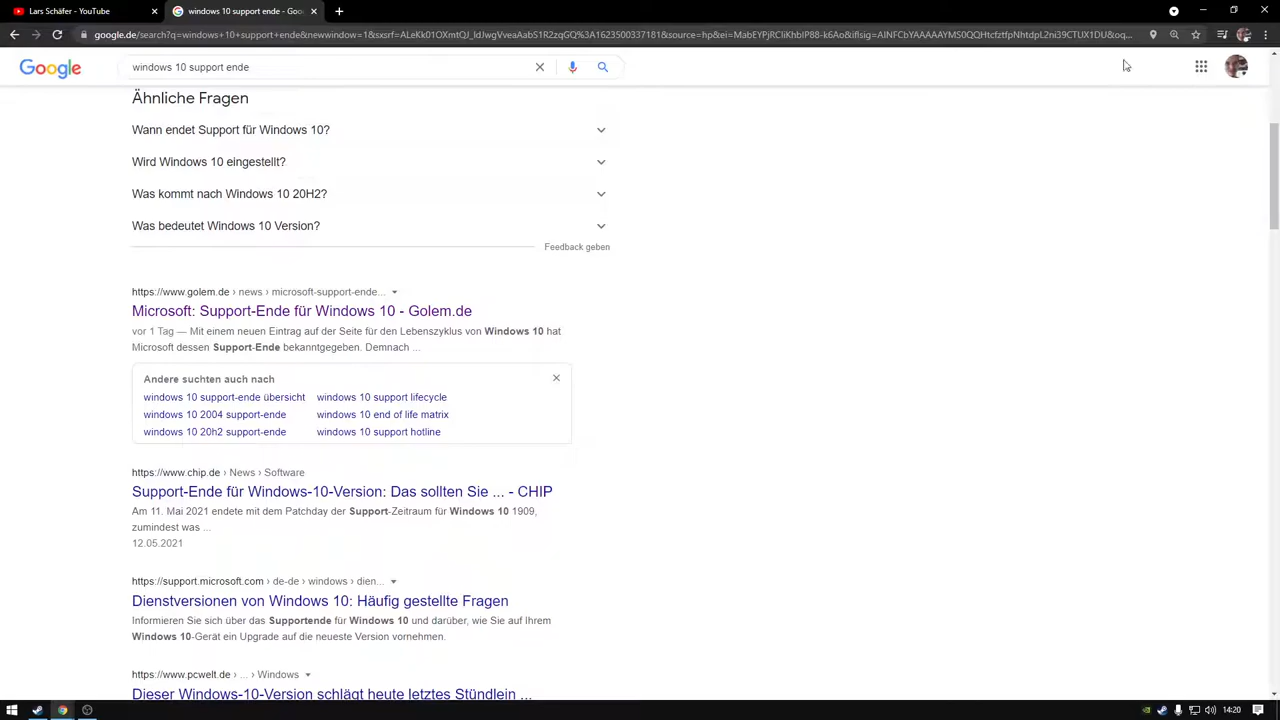 Lars Schäfer - YouTube
windows 10 support ende - Goo
google.de/search?q=windows+10+support+ende&newwindow=1&sxsrf=
Google
windows 10 support ende
Ähnliche Fragen
Wann endet Support für Windows 10?
Wird Windows 10 eingestellt?
Was kommt nach Windows 10 20H2?
Was bedeutet Windows 10 Version?
Feedback geben
https://www.golem.de › news › microsoft-support-ende...
Microsoft: Support-Ende für Windows 10 - Golem.de
vor 1 Tag — Mit einem neuen Eintrag auf der Seite für den Lebenszyklus von Windows 10 hat
Microsoft dessen Support-Ende bekanntgegeben. Demnach ...
Andere suchten auch nach
windows 10 support-ende übersicht
windows 10 support lifecycle
windows 10 2004 support-ende
windows 10 end of life matrix
windows 10 20h2 support-ende
windows 10 support hotline
https://www.chip.de › News › Software
Support-Ende für Windows-10-Version: Das sollten Sie ... - CHIP
Am 11. Mai 2021 endete mit dem Patchday der Support-Zeitraum für Windows 10 1909,
zumindest was ...
12.05.2021
https://support.microsoft.com › de-de › windows › dien...
Dienstversionen von Windows 10: Häufig gestellte Fragen
Informieren Sie sich über das Supportende für Windows 10 und darüber, wie Sie auf Ihrem
Windows 10-Gerät ein Upgrade auf die neueste Version vornehmen.
https://www.pcwelt.de › ... › Windows
Dieser Windows-10-Version schlägt heute letztes Stündlein ...
14:20